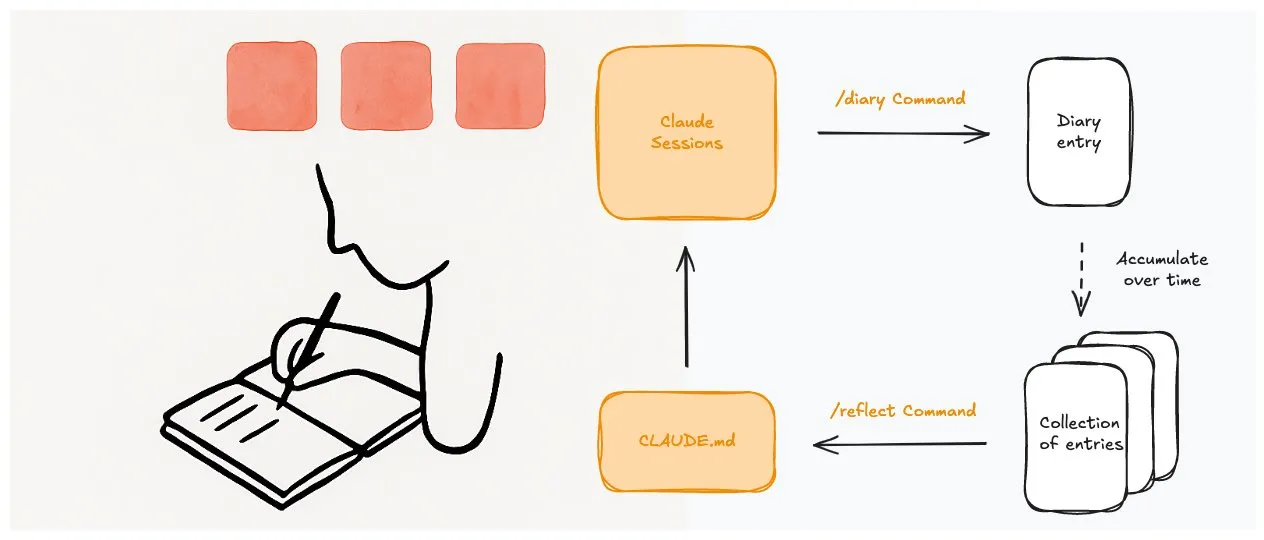 Claude
Sessions
/diary Command
Diary
entry
Accumulate
over time
Collection
of entries
/reflect Command
CLAUDE.md